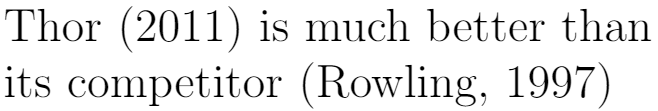 Thor (2011) is much better than
its competitor (Rowling, 1997)